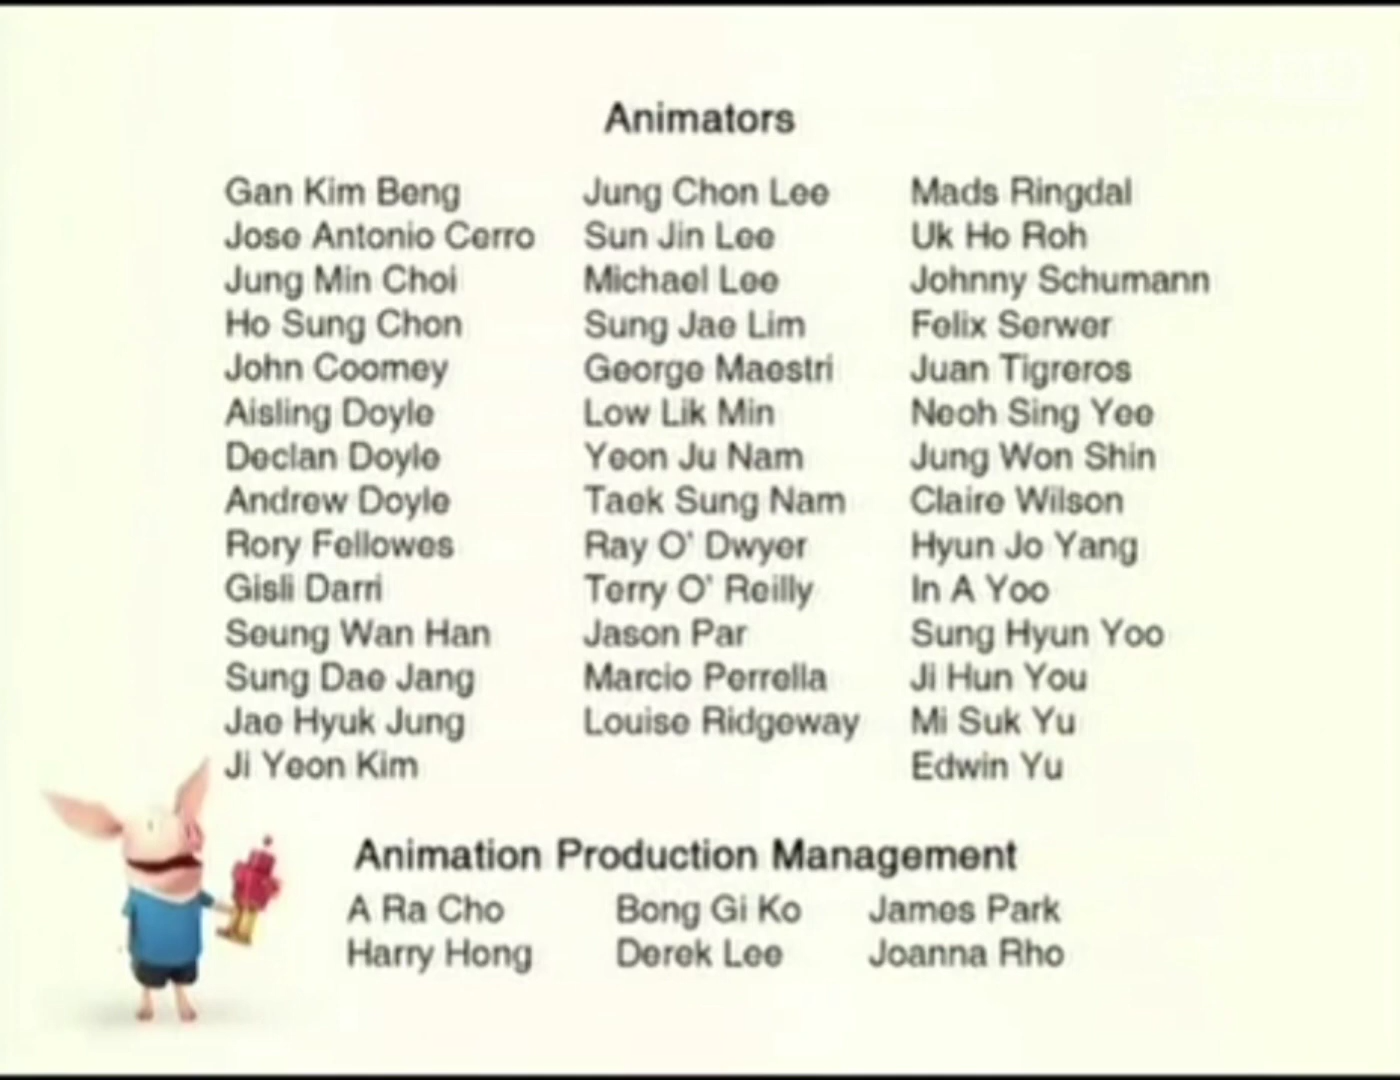 Animators
Gan Kim Beng
Jose Antonio Cerro
Jung Min Choi
Ho Sung Chon
John Coomey
Aisling Doyle
Declan Doyle
Andrew Doyle
Rory Fellowes
Gisli Darri
Seung Wan Han
Sung Dae Jang
Jae Hyuk Jung
Ji Yeon Kim
Jung Chon Lee
Sun Jin Lee
Michael Lee
Sung Jae Lim
George Maestri
Low Lik Min
Yeon Ju Nam
Taek Sung Nam
Ray O' Dwyer
Terry O' Reilly
Jason Par
Marcio Perrella
Louise Ridgeway
Mads Ringdal
Uk Ho Roh
Johnny Schumann
Felix Serwer
Juan Tigreros
Neoh Sing Yee
Jung Won Shin
Claire Wilson
Hyun Jo Yang
In A Yoo
Sung Hyun Yoo
Ji Hun You
Mi Suk Yu
Edwin Yu
Animation Production Management
A Ra Cho
Harry Hong
Bong Gi Ko
Derek Lee
James Park
Joanna Rho